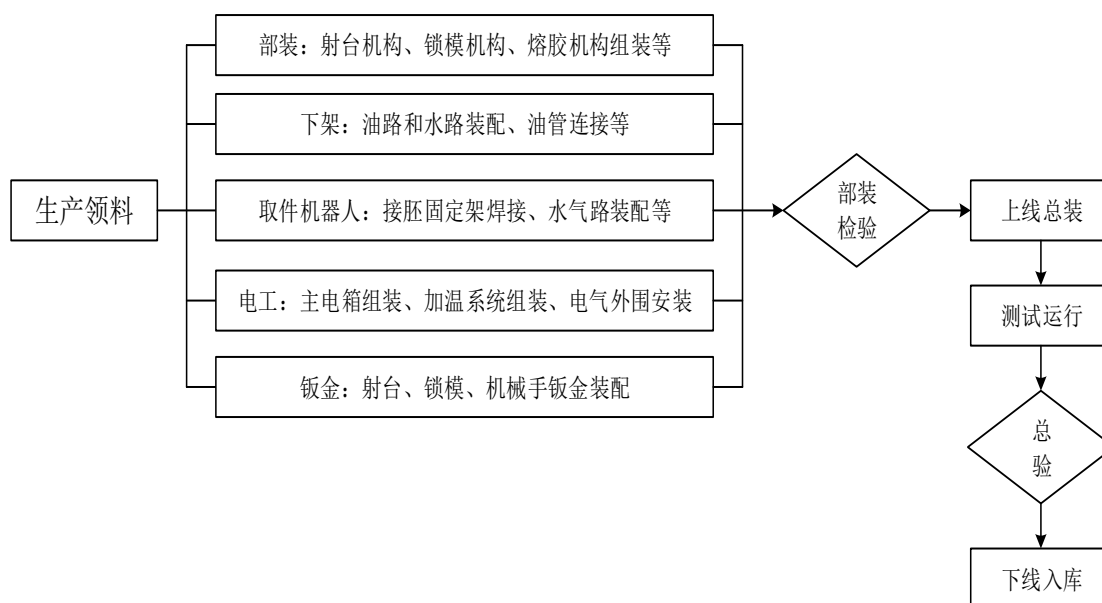 生产领料
部装：射台机构、锁模机构、熔胶机构组装等
下架：油路和水路装配、油管连接等
取件机器人：接胚固定架焊接、水气路装配等
电工：主电箱组装、加温系统组装、电气外围安装
钣金：射台、锁模、机械手钣金装配
部装
检验
上线总装
测试运行
总
验
下线入库